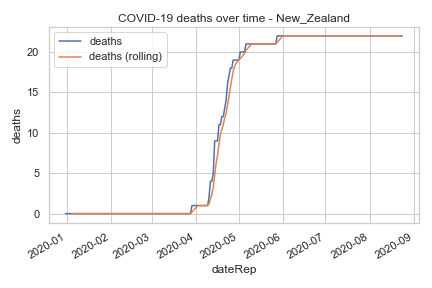 COVID-19 deaths over time - New_Zealand
deaths
deaths (rolling)
deaths
20
15
10
5
0
2020-01
2020-02
2020-03
2020-04
2020-05
2020-06
2020-07
2020-08
2020-09
dateRep